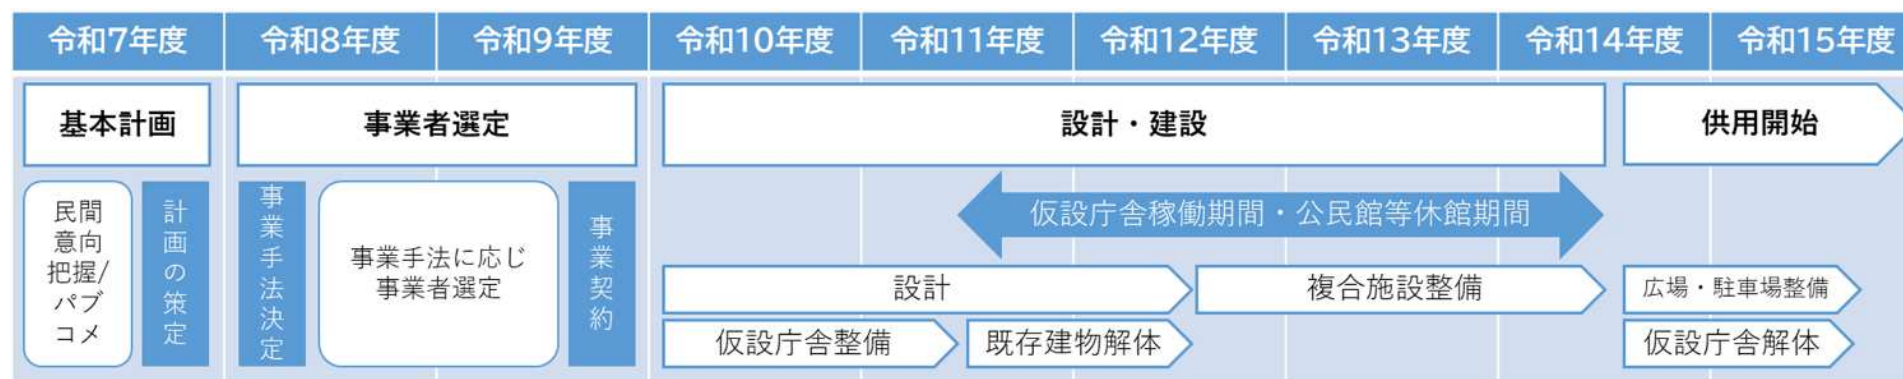 令和7年度
令和8年度
令和9年度
令和10年度
令和11年度
令和12年度
令和13年度
令和14年度
令和15年度
基本計画
事業者選定
設計・建設
供用開始
民間
意向
把握/
パブ
コメ
計画の策定
事業手法決定
事業手法に応じ
事業者選定
事業契約
仮設庁舎稼働期間・公民館等休館期間
設計
複合施設整備
広場・駐車場整備
仮設庁舎整備
既存建物解体
仮設庁舎解体